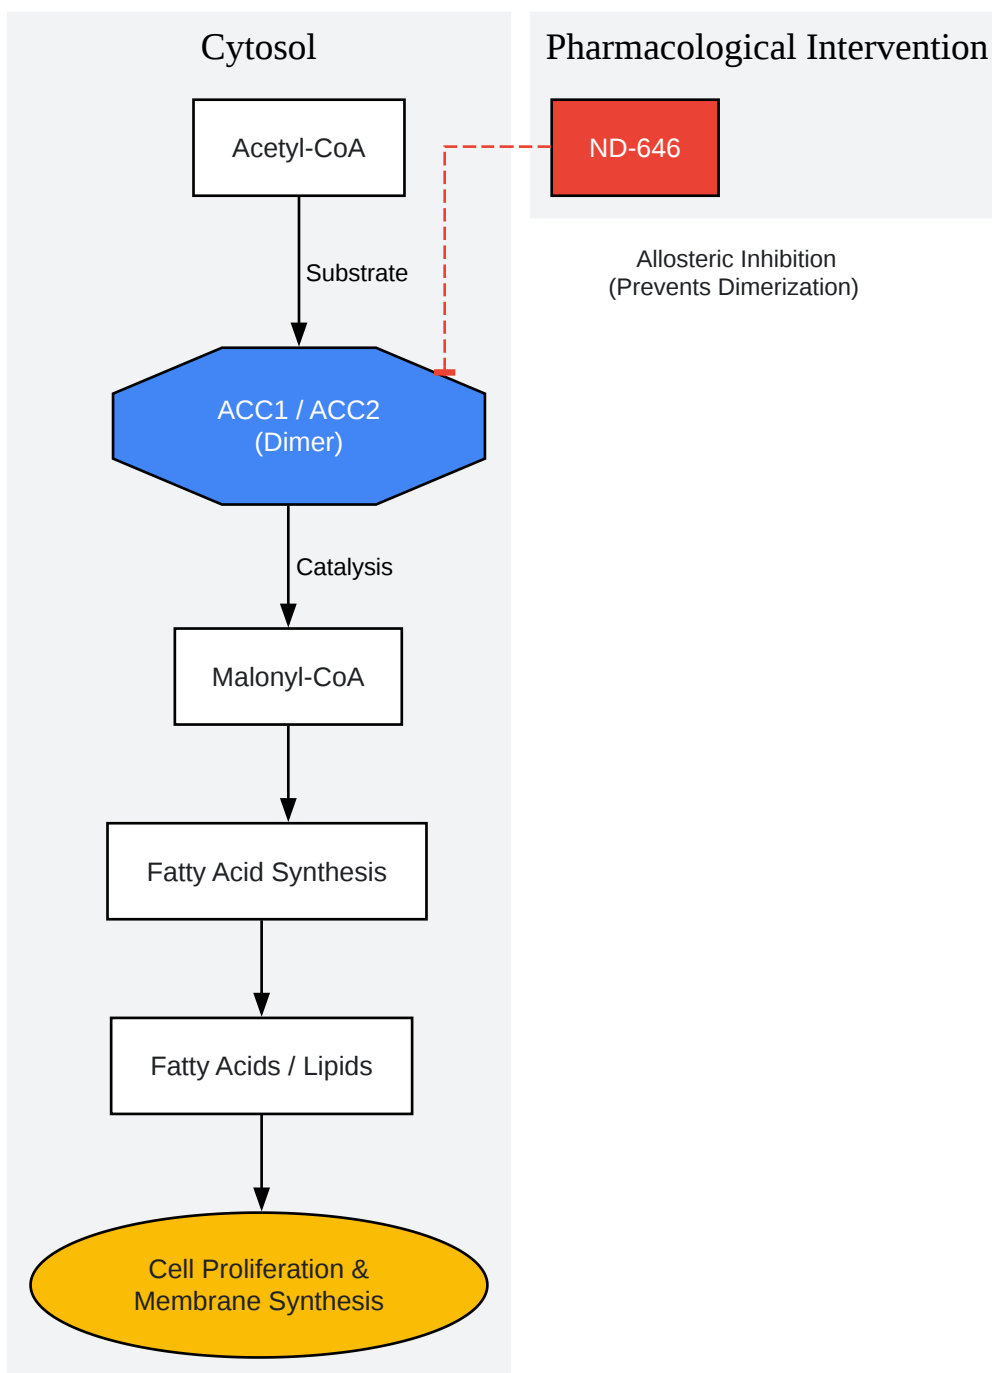 Cytosol
Pharmacological Intervention
Acetyl-CoA
ND-646
Substrate
Allosteric Inhibition
(Prevents Dimerization)
ACC1 / ACC2
(Dimer)
Catalysis
Malonyl-CoA
Fatty Acid Synthesis
Fatty Acids / Lipids
Cell Proliferation &
Membrane Synthesis